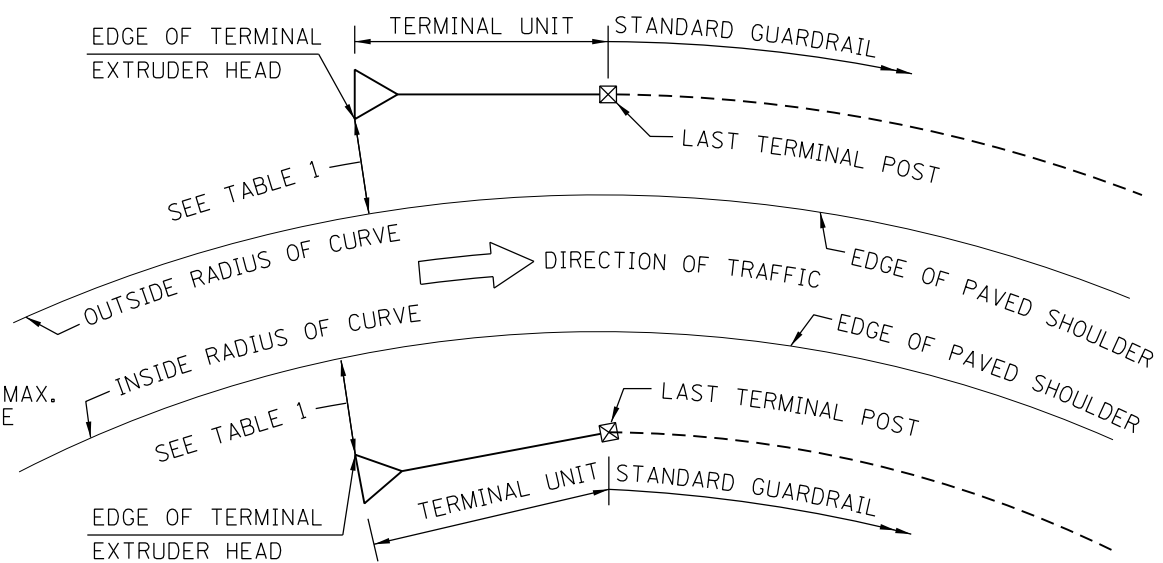 EDGE OF TERMINAL
EXTRUDER HEAD
TERMINAL UNIT
STANDARD GUARDRAIL
LAST TERMINAL POST
SEE TABLE 1
OUTSIDE RADIUS OF CURVE
DIRECTION OF TRAFFIC
EDGE OF PAVED SHOULDER
INSIDE RADIUS OF CURVE
EDGE OF PAVED SHOULDER
MAX.
E
SEE TABLE 1
LAST TERMINAL POST
TERMINAL UNIT
STANDARD GUARDRAIL
EDGE OF TERMINAL
EXTRUDER HEAD